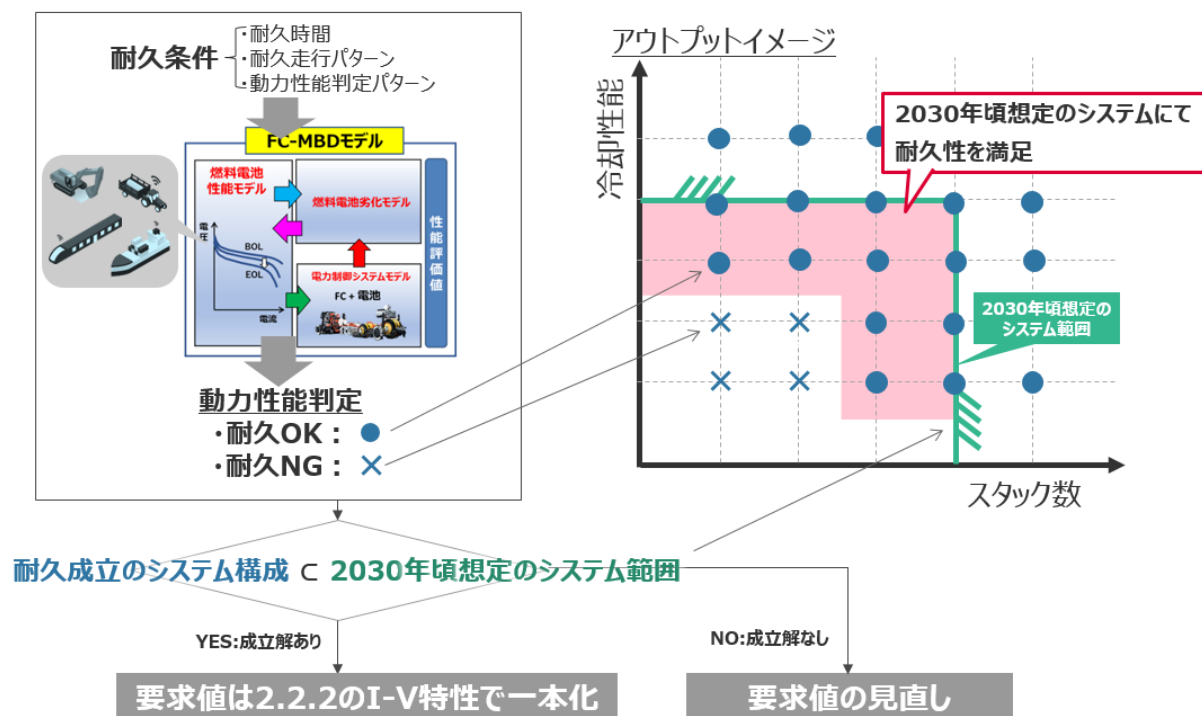 耐久条件
・耐久時間
・耐久走行パターン
・動力性能判定パターン
FC-MBDモデル
燃料電池
性能モデル
電圧
BOL
EOL
電流
燃料電池劣化モデル
電力制御システムモデル
FC + 電池
性能評価値
動力性能判定
・耐久OK：
・耐久NG：
アウトプットイメージ
冷却性能
2030年頃想定のシステムにて
耐久性を満足
2030年頃想定の
システム範囲
スタック数
耐久成立のシステム構成 ⊂ 2030年頃想定のシステム範囲
YES:成立解あり
NO:成立解なし
要求値は2.2.2のI-V特性で一本化
要求値の見直し